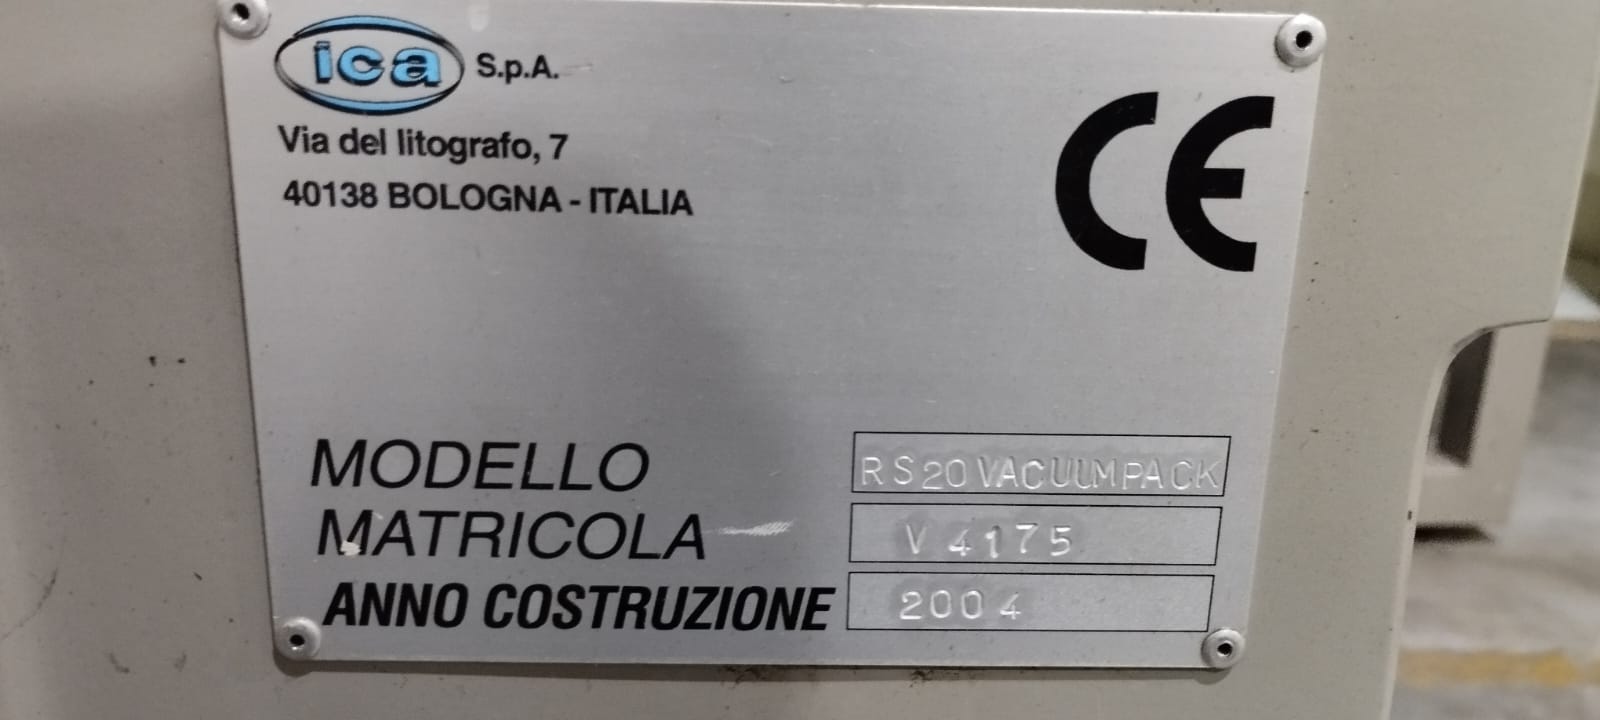 ica S.p.A.
Via del litografo, 7
40138 BOLOGNA - ITALIA
CE
MODELLO RS20 VACUUMPACK
MATRICOLA V 4175
ANNO COSTRUZIONE 2004